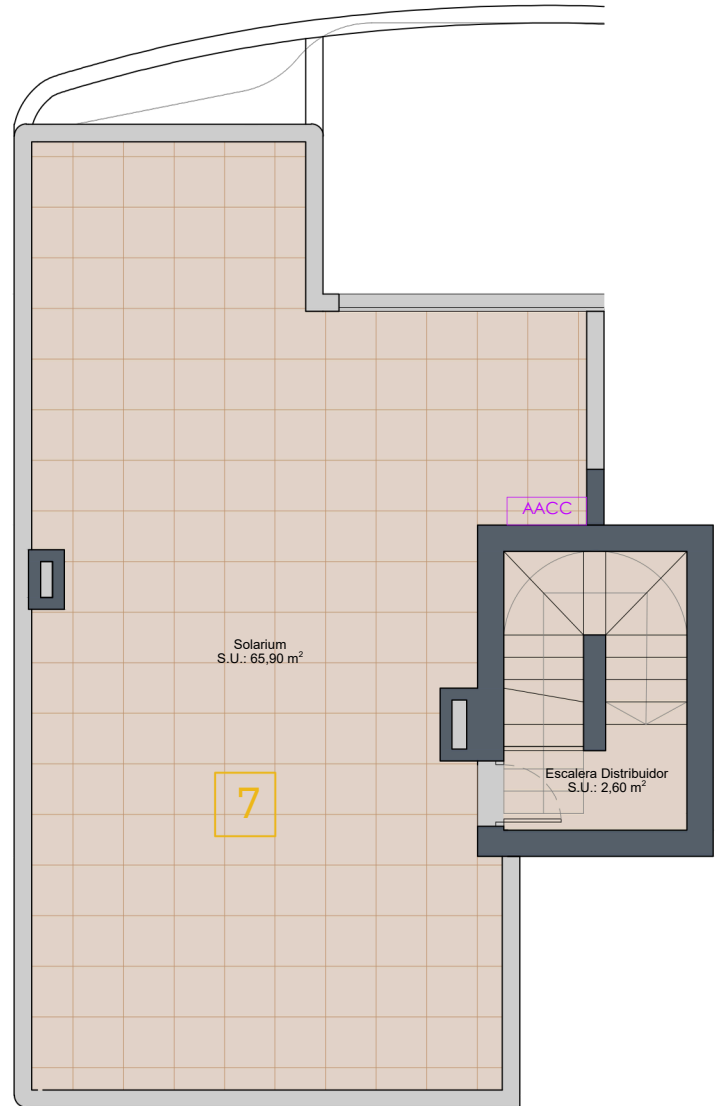 AACC
Solarium
S.U.: 65,90 m²
Escalera Distribuidor
S.U.: 2,60 m²
7